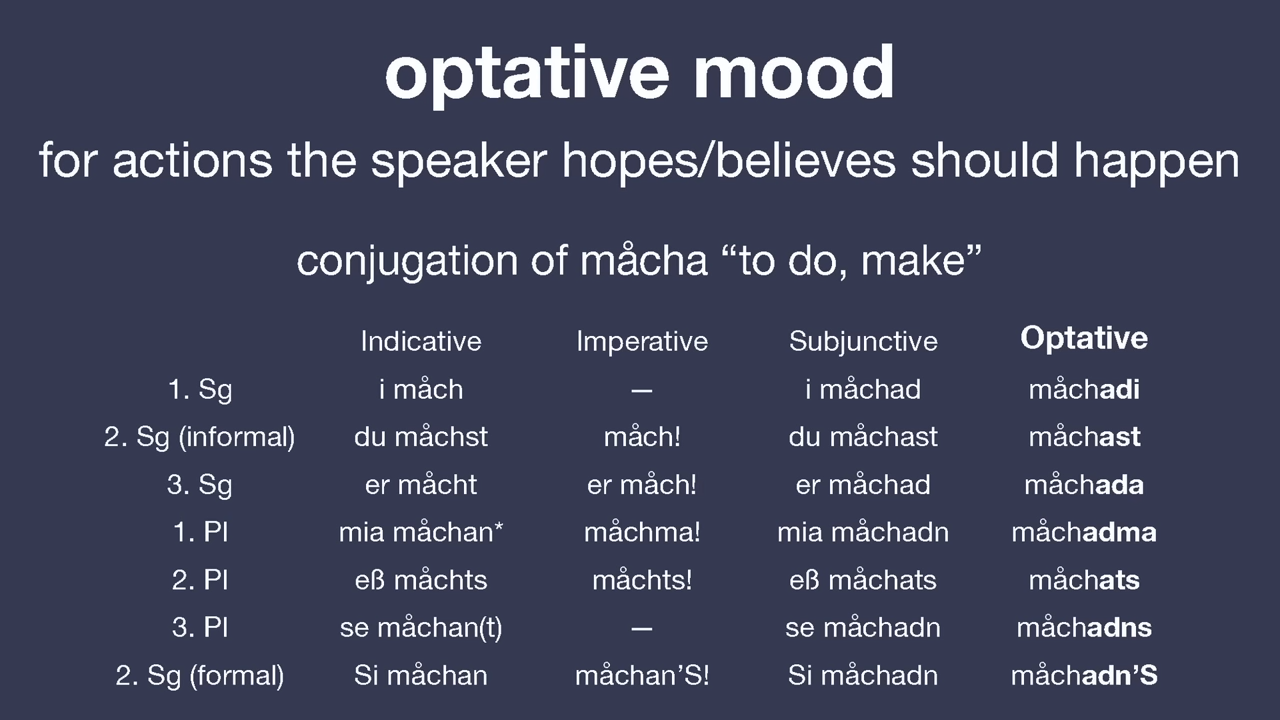 optative mood
for actions the speaker hopes/believes should happen
conjugation of måcha “to do, make”
Indicative Imperative Subjunctive Optative
1. Sg i måch — i måchad måchadi
2. Sg (informal) du måchst måch! du måchast måchast
3. Sg er måcht er måch! er måchad måchada
1. Pl mia måchan* måchma! mia måchadn måchadma
2. Pl eß måchts måchts! eß måchats måchats
3. Pl se måchan(t) — se måchadn måchadns
2. Sg (formal) Si måchan måchan’S! Si måchadn måchadn’S